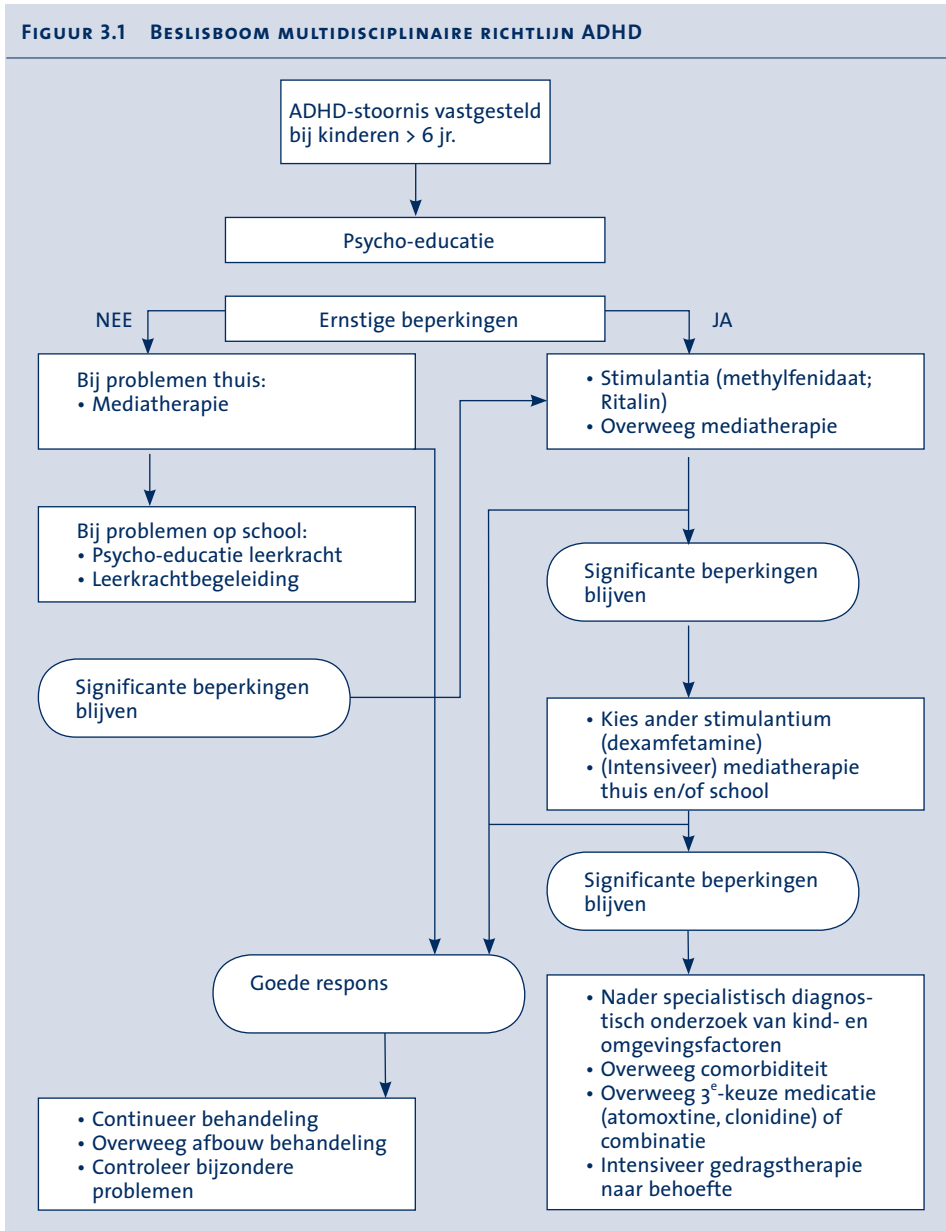 FIGUUR 3.1 BESLISBOOM MULTIDISCIPLINAIRE RICHTLIJN ADHD
ADHD-stoornis vastgesteld
bij kinderen > 6 jr.
Psycho-educatie
Ernstige beperkingen
NEE
JA
Bij problemen thuis:
• Mediatherapie
• Stimulantia (methylfenidaat;
Ritalin)
• Overweeg mediatherapie
Bij problemen op school:
• Psycho-educatie leerkracht
• Leerkrachtbegeleiding
Significante beperkingen
blijven
Significante beperkingen
blijven
• Kies ander stimulantium
(dexamfetamine)
• (Intensiveer) mediatherapie
thuis en/of school
Significante beperkingen
blijven
Goede respons
• Nader specialistisch diagnos-
tisch onderzoek van kind- en
omgevingsfactoren
• Overweeg comorbiditeit
• Overweeg 3e-keuze medicatie
(atomoxtine, clonidine) of
combinatie
• Intensiveer gedragstherapie
naar behoefte
• Continueer behandeling
• Overweeg afbouw behandeling
• Controleer bijzondere
problemen